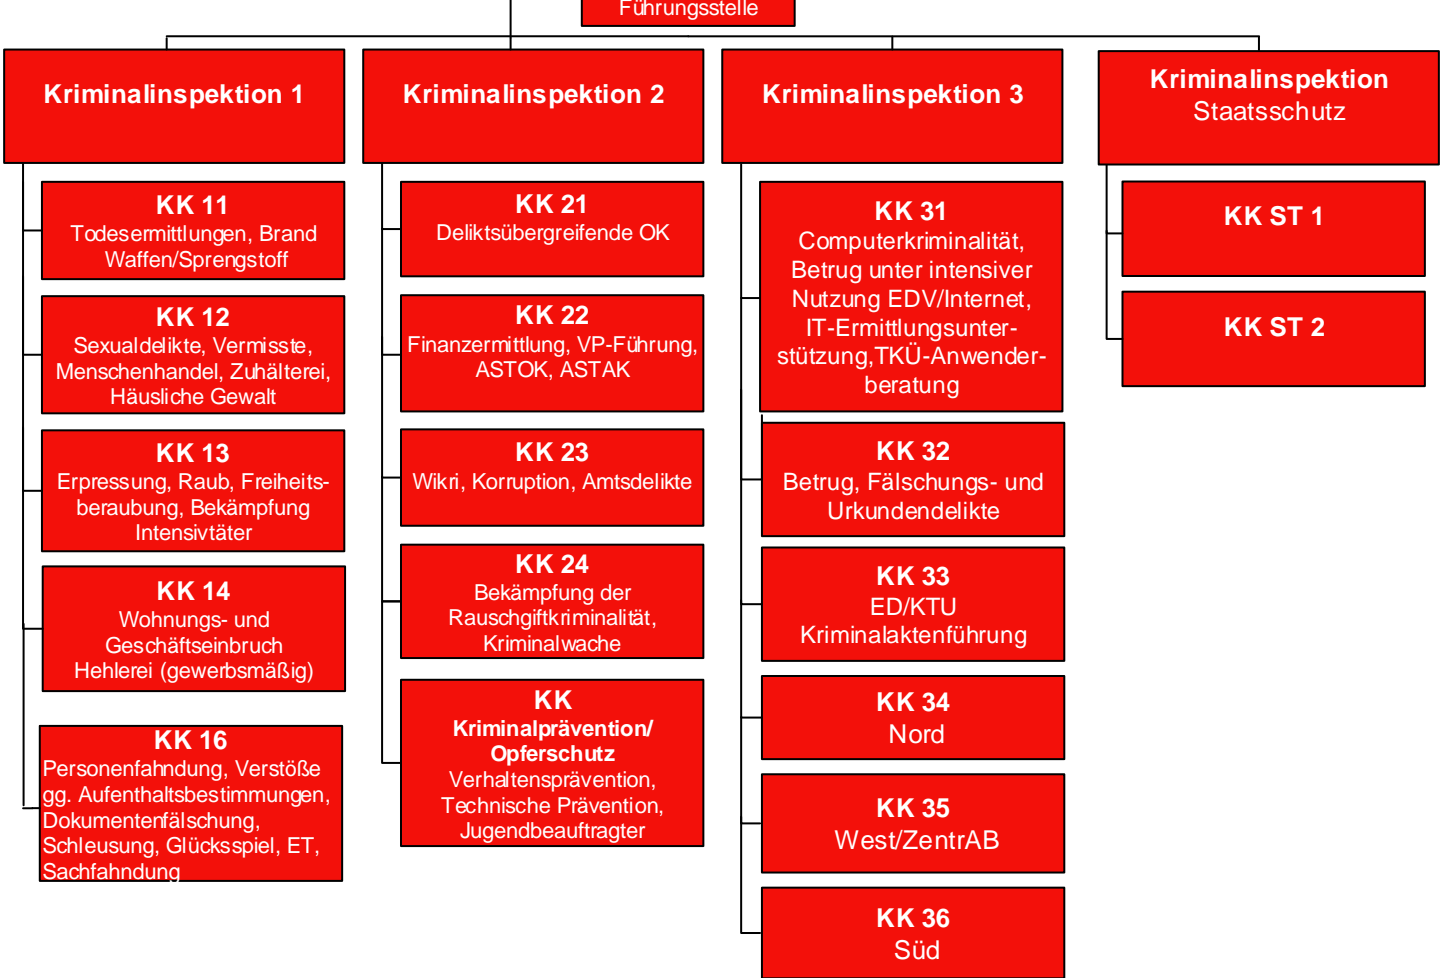 Führungsstelle
Kriminalinspektion 1
KK 11
Todesermittlungen, Brand
Waffen/Sprengstoff
KK 12
Sexualdelikte, Vermisste,
Menschenhandel, Zuhälterei,
Häusliche Gewalt
KK 13
Erpressung, Raub, Freiheits-
beraubung, Bekämpfung
Intensivtäter
KK 14
Wohnungs- und
Geschäftseinbruch
Hehlerei (gewerbsmäßig)
KK 16
Personenfahndung, Verstöße
gg. Aufenthaltsbestimmungen,
Dokumentenfälschung,
Schleusung, Glücksspiel, ET,
Sachfahndung
Kriminalinspektion 2
KK 21
Deliktsübergreifende OK
KK 22
Finanzermittlung, VP-Führung,
ASTOK, ASTAK
KK 23
Wikri, Korruption, Amtsdelikte
KK 24
Bekämpfung der
Rauschgiftkriminalität,
Kriminalwache
KK
Kriminalprävention/
Opferschutz
Verhaltensprävention,
Technische Prävention,
Jugendbeauftragter
Kriminalinspektion 3
KK 31
Computerkriminalität,
Betrug unter intensiver
Nutzung EDV/Internet,
IT-Ermittlungsunter-
stützung,TKÜ-Anwender-
beratung
KK 32
Betrug, Fälschungs- und
Urkundendelikte
KK 33
ED/KTU
Kriminalaktenführung
KK 34
Nord
KK 35
West/ZentrAB
KK 36
Süd
Kriminalinspektion
Staatsschutz
KK ST 1
KK ST 2